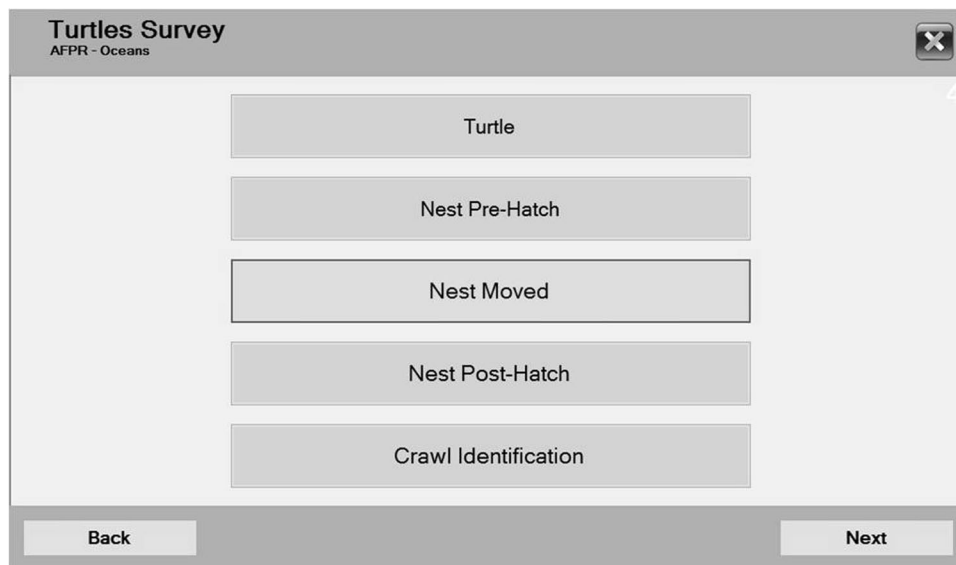 Turtles Survey
AFPR - Oceans
Turtle
Nest Pre-Hatch
Nest Moved
Nest Post-Hatch
Crawl Identification
Back
Next